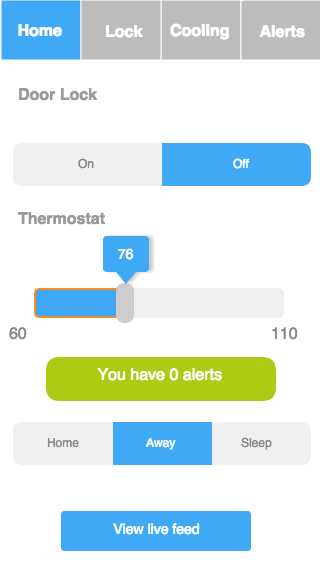 Home Lock Cooling Alerts
Door Lock
On Off
Thermostat
76
60 110
You have 0 alerts
Home Away Sleep
View live feed